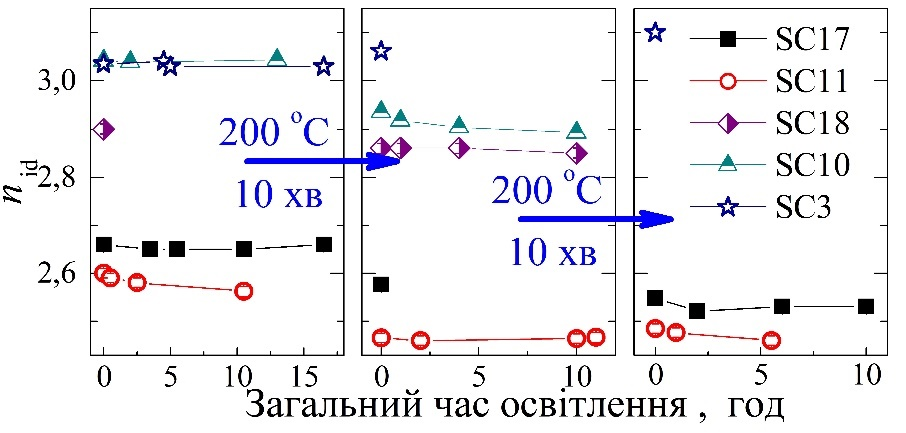 n id
3,0
2,8
2,6
0 5 10 15
0 5 10
0 5 10
200 °C
10 хв
200 °C
10 хв
SC17
SC11
SC18
SC10
SC3
Загальний час освітлення , год